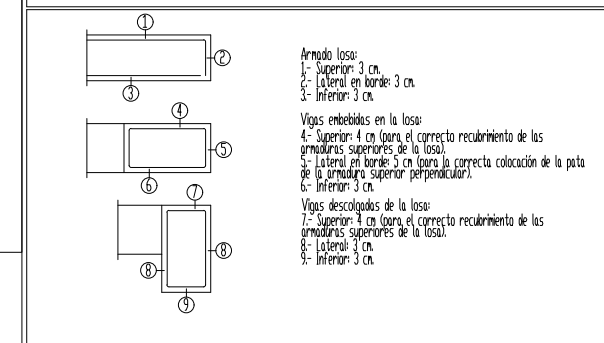 1
2
3
4
5
6
7
8
8
9
Armado losa:
1.- Superior: 3 cm.
2.- Lateral en borde: 3 cm.
3.- Inferior: 3 cm.
Vigas embebidas en la losa:
4.- Superior: 4 cm (para el correcto recubrimiento de las
armaduras superiores de la losa).
5.- Lateral en borde: 5 cm (para la correcta colocación de la pata
de la armadura superior perpendicular).
6.- Inferior: 3 cm.
Vigas descolgadas de la losa:
7.- Superior: 4 cm (para el correcto recubrimiento de las
armaduras superiores de la losa).
8.- Lateral: 3 cm.
9.- Inferior: 3 cm.